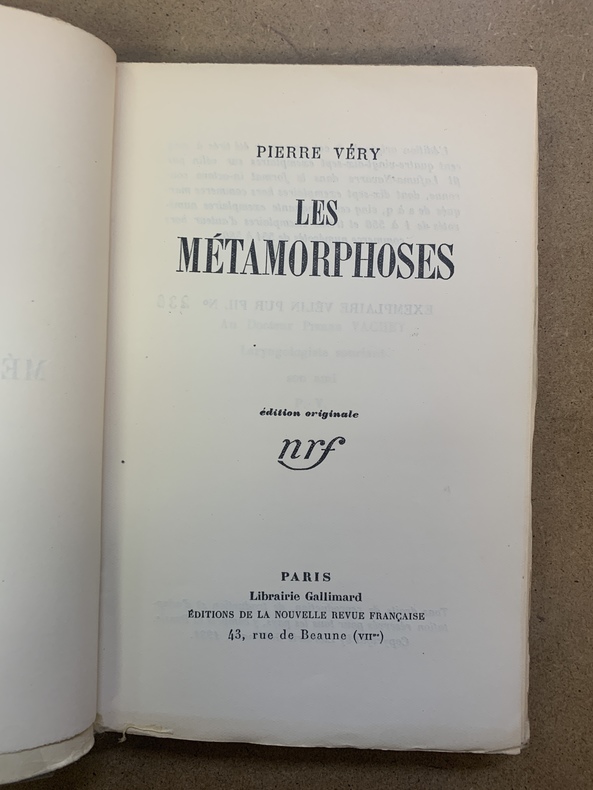 PIERRE VÉRY
LES
MÉTAMORPHOSES
édition originale
nrf
PARIS
Librairie Gallimard
ÉDITIONS DE LA NOUVELLE REVUE FRANÇAISE
43, rue de Beaune (VIIme)